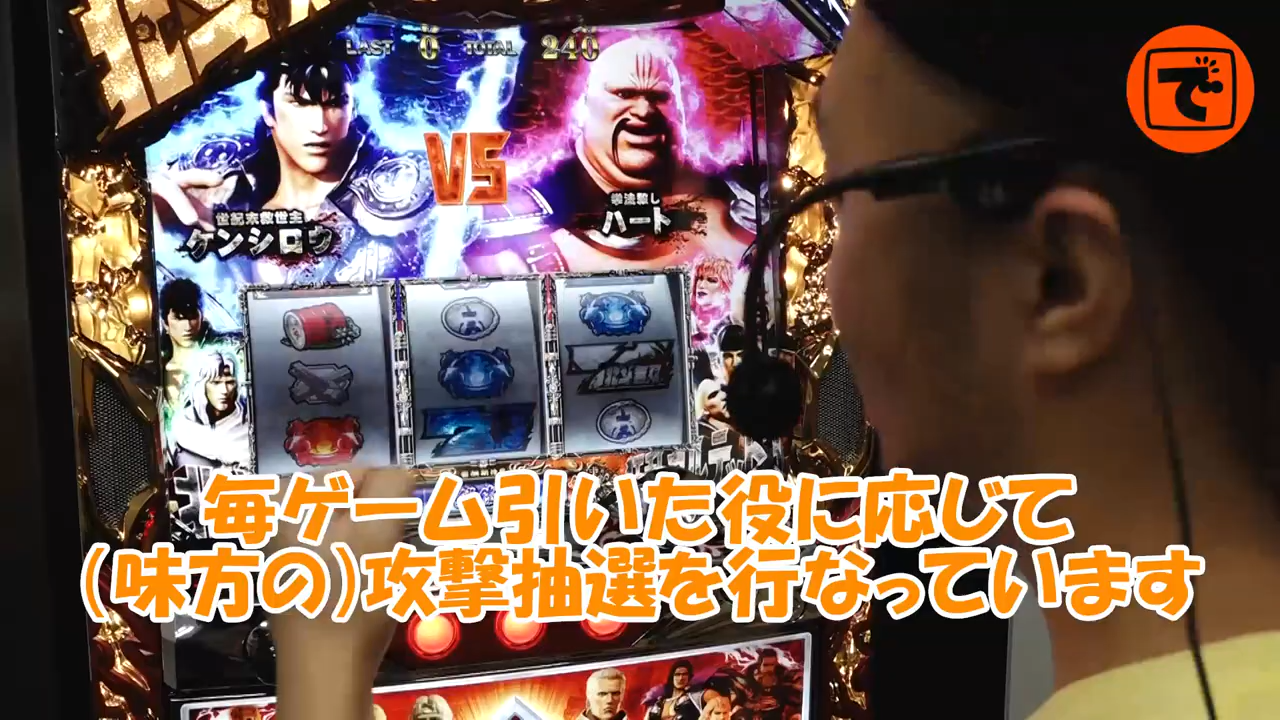 で
LAST 0 TOTAL 240
VS
世紀末救世主
ケンシロウ
拳法殺し
ハート
毎ゲーム引いた役に応じて
(味方の)攻撃抽選を行なっています